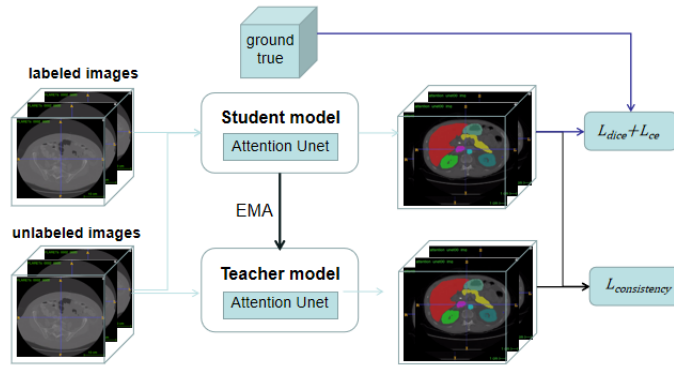 ground
true
labeled images
Student model
Attention Unet
L_dice+L_ce
EMA
unlabeled images
Teacher model
Attention Unet
L_consistency